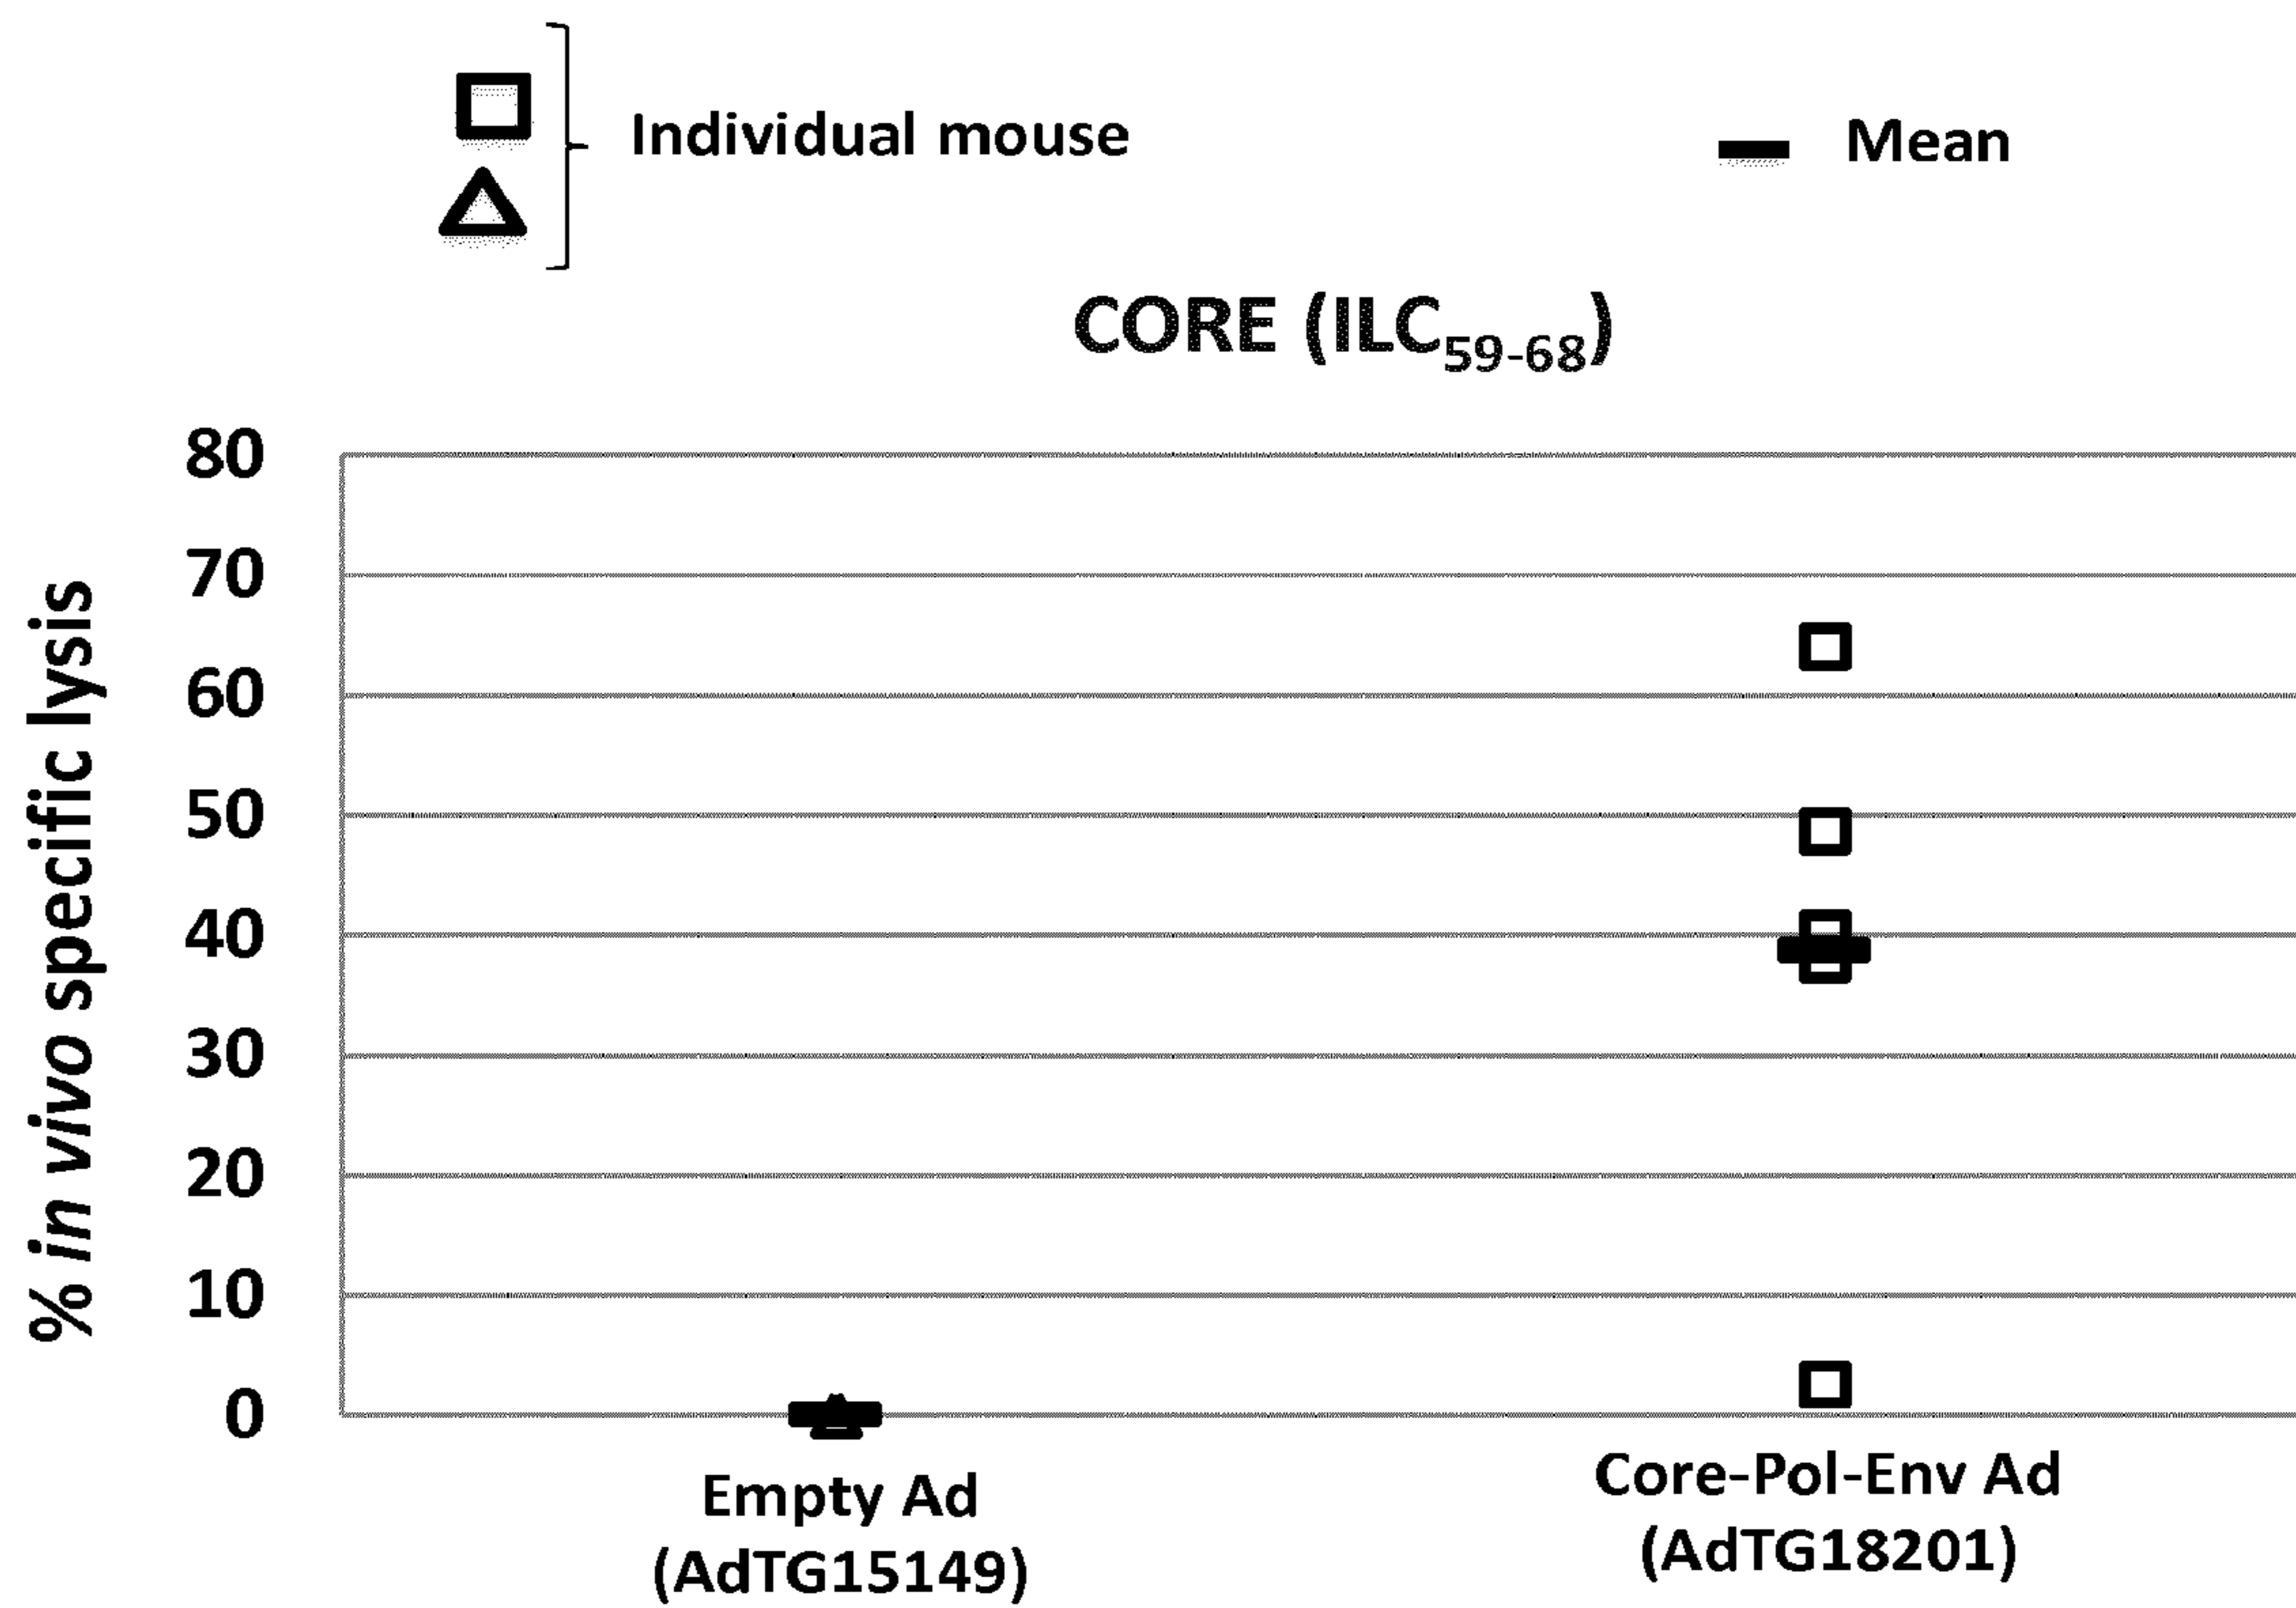 Individual mouse
Mean
CORE (ILC59-68)
80
70
60
50
40
30
20
10
0
% in vivo specific lysis
Empty Ad
(AdTG15149)
Core-Pol-Env Ad
(AdTG18201)